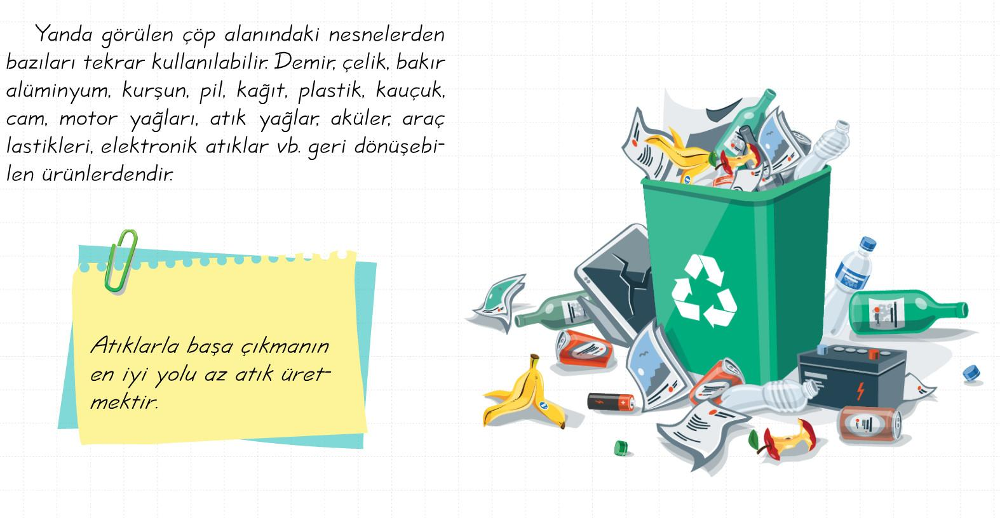 Yanda görülen çöp alanındaki nesnelerden
bazıları tekrar kullanılabilir. Demir, çelik, bakır
alüminyum, kurşun, pil, kağıt, plastik, kauçuk,
cam, motor yağları, atık yağlar, aküler, araç
lastikleri, elektronik atıklar vb. geri dönüşebi-
len ürünlerdendir.
Atıklarla başa çıkmanın
en iyi yolu az atık üret-
mektir.